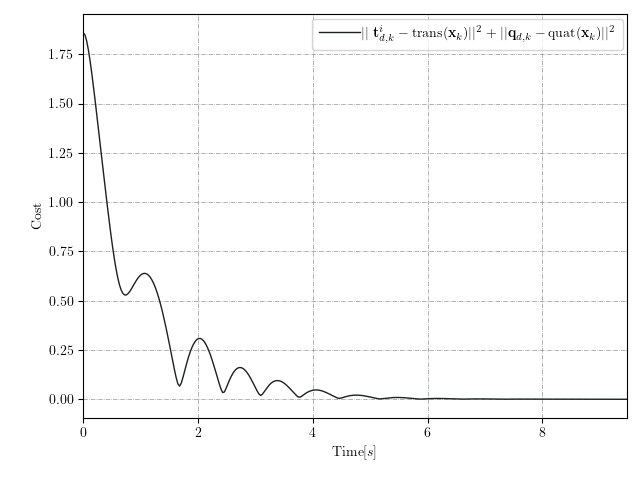 || t^i_{d,k} − trans(x_k)||^2 + ||q_{d,k} − quat(x_k)||^2
1.75
1.50
1.25
1.00
0.75
0.50
0.25
0.00
Cost
0 2 4 6 8
Time[s]